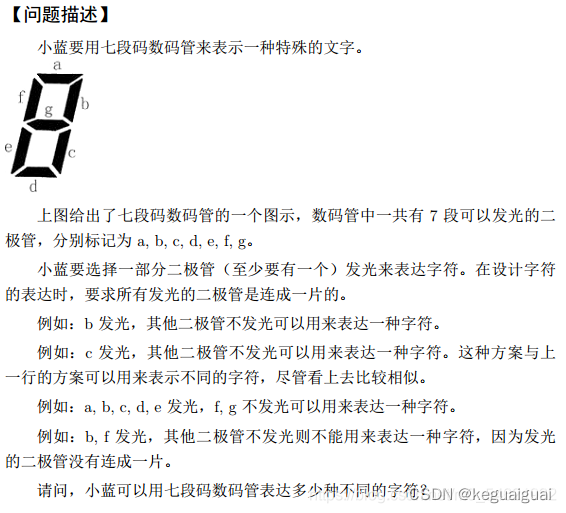 【问题描述】
小蓝要用七段码数码管来表示一种特殊的文字。
a
f
b
g
e
c
d
上图给出了七段码数码管的一个图示，数码管中一共有 7 段可以发光的二
极管，分别标记为 a, b, c, d, e, f, g。
小蓝要选择一部分二极管（至少要有一个）发光来表达字符。在设计字符
的表达时，要求所有发光的二极管是连成一片的。
例如：b 发光，其他二极管不发光可以用来表达一种字符。
例如：c 发光，其他二极管不发光可以用来表达一种字符。这种方案与上
一行的方案可以用来表示不同的字符，尽管看上去比较相似。
例如：a, b, c, d, e 发光，f, g 不发光可以用来表达一种字符。
例如：b, f 发光，其他二极管不发光则不能用来表达一种字符，因为发光
的二极管没有连成一片。
请问，小蓝可以用七段码数码管表达多少种不同的字符？
CSDN @keguaiguai